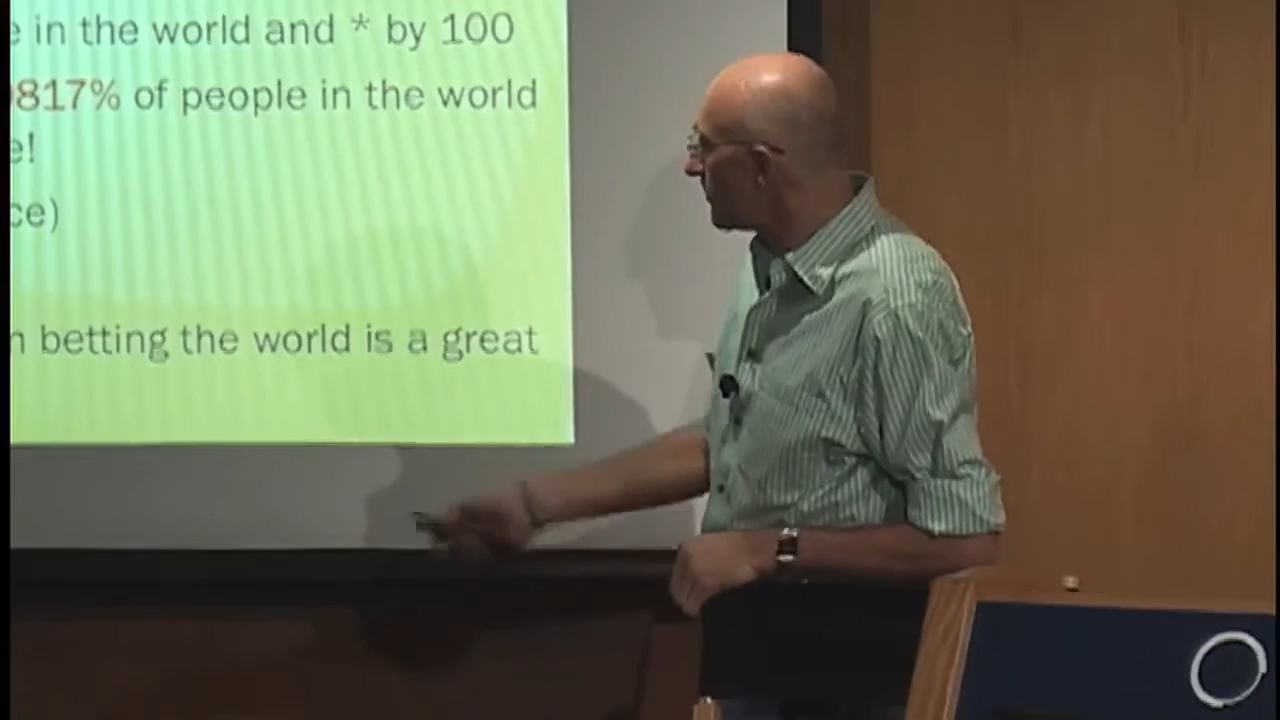 in the world and * by 100
817% of people in the world
e!
ce)
betting the world is a great